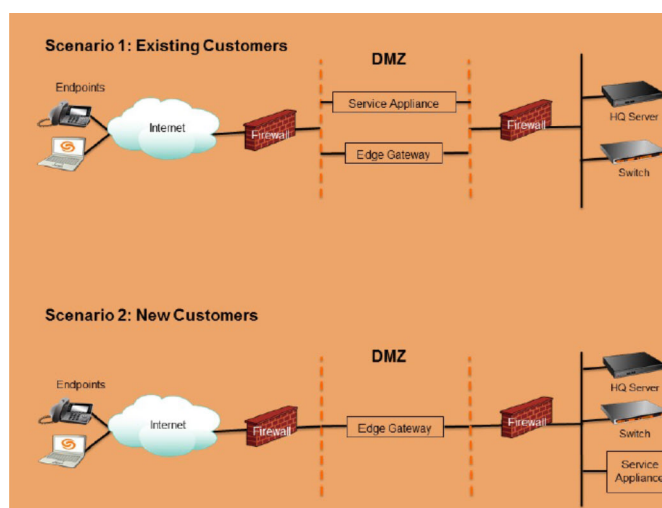 Scenario 1: Existing Customers
DMZ
Endpoints
Service Appliance
Internet
Firewall
Firewall
HQ Server
Edge Gateway
Switch
Scenario 2: New Customers
DMZ
Endpoints
HQ Server
Internet
Firewall
Edge Gateway
Firewall
Switch
Service
Appliance